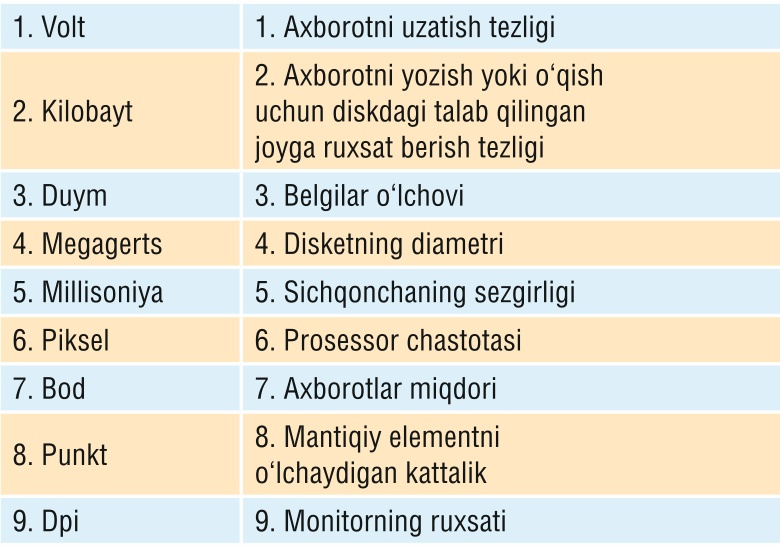 1. Volt
1. Axborotni uzatish tezligi
2. Kilobayt
2. Axborotni yozish yoki o‘qish
uchun diskdagi talab qilingan
joyga ruxsat berish tezligi
3. Duym
3. Belgilar o‘lchovi
4. Megagerts
4. Disketning diametri
5. Millisoniya
5. Sichqonchaning sezgirligi
6. Piksel
6. Prosessor chastotasi
7. Bod
7. Axborotlar miqdori
8. Punkt
8. Mantiqiy elementni
o‘lchaydigan kattalik
9. Dpi
9. Monitorning ruxsati